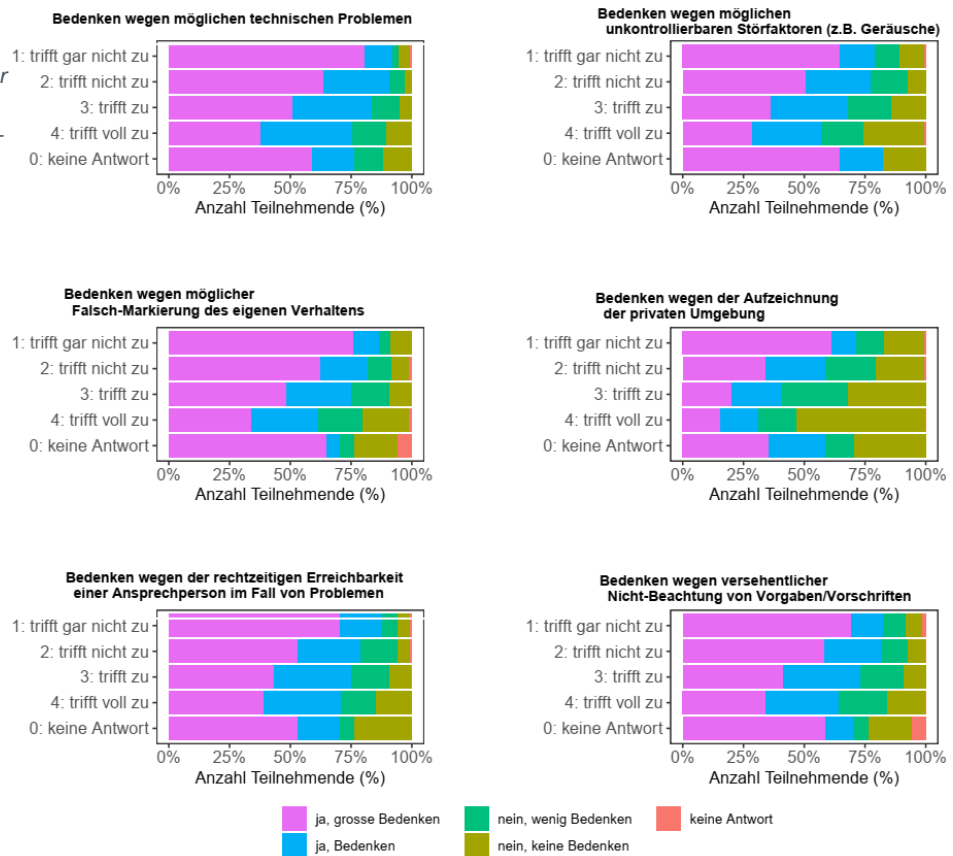 r
-
Bedenken wegen möglichen technischen Problemen
1: trifft gar nicht zu
2: trifft nicht zu
3: trifft zu
4: trifft voll zu
0: keine Antwort
0% 25% 50% 75% 100%
Anzahl Teilnehmende (%)
Bedenken wegen möglichen
unkontrollierbaren Störfaktoren (z.B. Geräusche)
1: trifft gar nicht zu
2: trifft nicht zu
3: trifft zu
4: trifft voll zu
0: keine Antwort
0% 25% 50% 75% 100%
Anzahl Teilnehmende (%)
Bedenken wegen möglicher
Falsch-Markierung des eigenen Verhaltens
1: trifft gar nicht zu
2: trifft nicht zu
3: trifft zu
4: trifft voll zu
0: keine Antwort
0% 25% 50% 75% 100%
Anzahl Teilnehmende (%)
Bedenken wegen der Aufzeichnung
der privaten Umgebung
1: trifft gar nicht zu
2: trifft nicht zu
3: trifft zu
4: trifft voll zu
0: keine Antwort
0% 25% 50% 75% 100%
Anzahl Teilnehmende (%)
Bedenken wegen der rechtzeitigen Erreichbarkeit
einer Ansprechperson im Fall von Problemen
1: trifft gar nicht zu
2: trifft nicht zu
3: trifft zu
4: trifft voll zu
0: keine Antwort
0% 25% 50% 75% 100%
Anzahl Teilnehmende (%)
Bedenken wegen versehentlicher
Nicht-Beachtung von Vorgaben/Vorschriften
1: trifft gar nicht zu
2: trifft nicht zu
3: trifft zu
4: trifft voll zu
0: keine Antwort
0% 25% 50% 75% 100%
Anzahl Teilnehmende (%)
ja, grosse Bedenken
ja, Bedenken
nein, wenig Bedenken
nein, keine Bedenken
keine Antwort